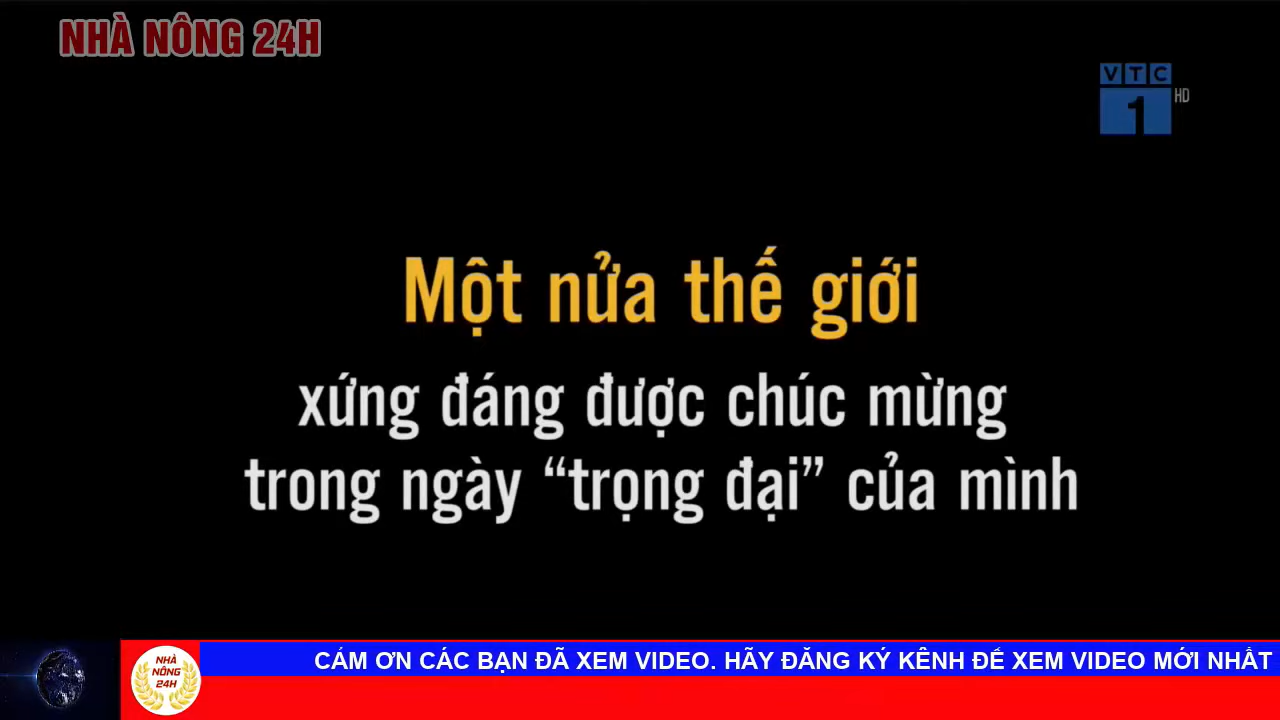 NHÀ NÔNG 24H
VTC
1 HD
Một nửa thế giới
xứng đáng được chúc mừng
trong ngày “trọng đại” của mình
NHÀ
NÔNG
24H
CÁM ƠN CÁC BẠN ĐÃ XEM VIDEO. HÃY ĐĂNG KÝ KÊNH ĐỂ XEM VIDEO MỚI NHẤT